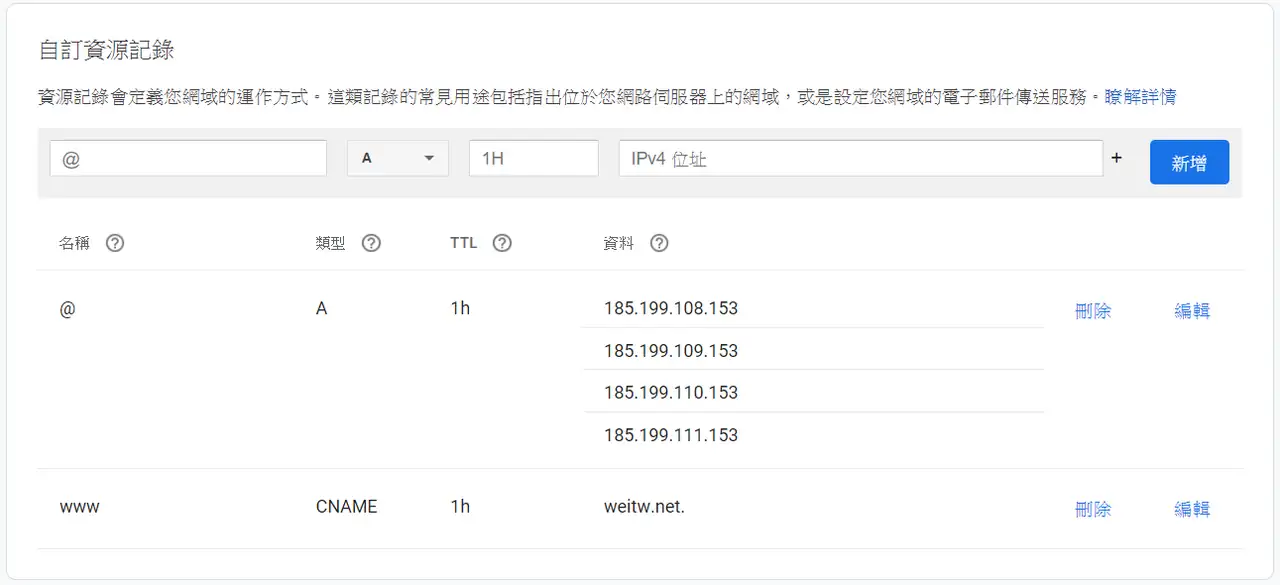 自訂資源記錄
資源記錄會定義您網域的運作方式。這類記錄的常見用途包括指出位於您網路伺服器上的網域，或是設定您網域的電子郵件傳送服務。瞭解詳情
@ A 1H IPv4 位址 + 新增
名稱 ? 類型 ? TTL ? 資料 ?
@ A 1h 185.199.108.153 刪除 編輯
185.199.109.153
185.199.110.153
185.199.111.153
www CNAME 1h weitw.net. 刪除 編輯